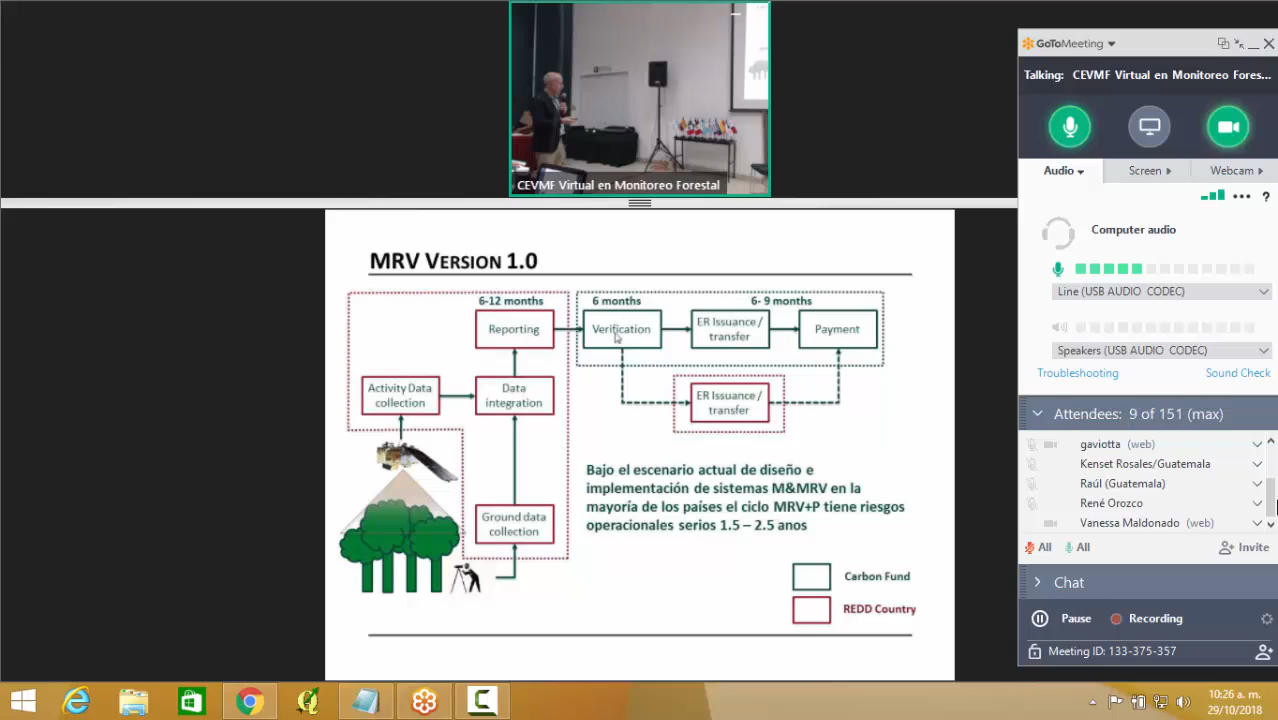 CEVMF Virtual en Monitoreo Forestal
MRV VERSION 1.0
6-12 months
6 months
6- 9 months
Reporting
Verification
ER Issuance /
transfer
Payment
Activity Data
collection
Data
integration
ER Issuance /
transfer
Ground data
collection
Bajo el escenario actual de diseño e
implementación de sistemas M&MRV en la
mayoría de los países el ciclo MRV+P tiene riesgos
operacionales serios 1.5 – 2.5 anos
Carbon Fund
REDD Country
GoToMeeting
Talking: CEVMF Virtual en Monitoreo Fores...
Audio
Screen
Webcam
?
Computer audio
Line (USB AUDIO CODEC)
Speakers (USB AUDIO CODEC)
Troubleshooting
Sound Check
Attendees: 9 of 151 (max)
gaviotta (web)
Kenset Rosales/Guatemala
Raúl (Guatemala)
René Orozco
Vanessa Maldonado (web)
All
All
Invite
Chat
Pause
Recording
Meeting ID: 133-375-357
10:26 a. m.
29/10/2018